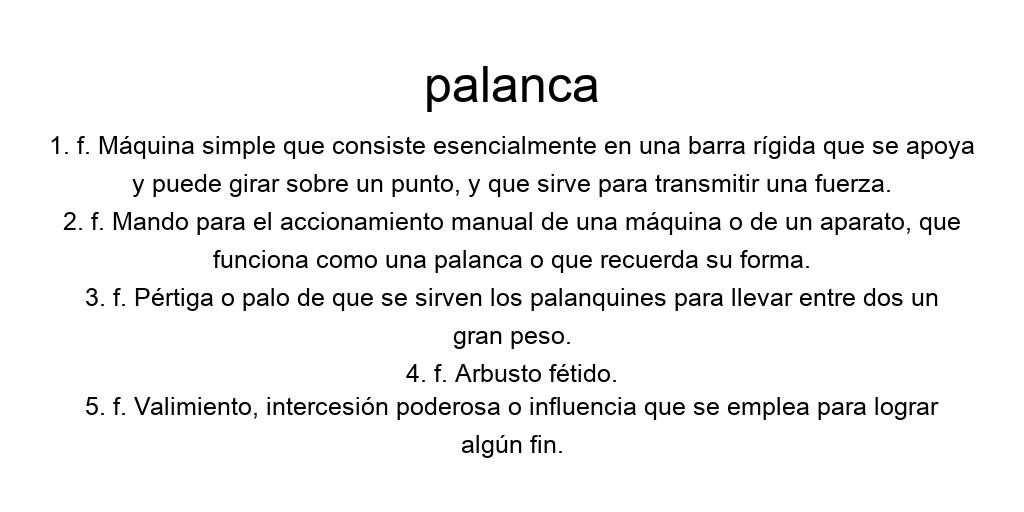 palanca
1. f. Máquina simple que consiste esencialmente en una barra rígida que se apoya
y puede girar sobre un punto, y que sirve para transmitir una fuerza.
2. f. Mando para el accionamiento manual de una máquina o de un aparato, que
funciona como una palanca o que recuerda su forma.
3. f. Pértiga o palo de que se sirven los palanquines para llevar entre dos un
gran peso.
4. f. Arbusto fétido.
5. f. Valimiento, intercesión poderosa o influencia que se emplea para lograr
algún fin.